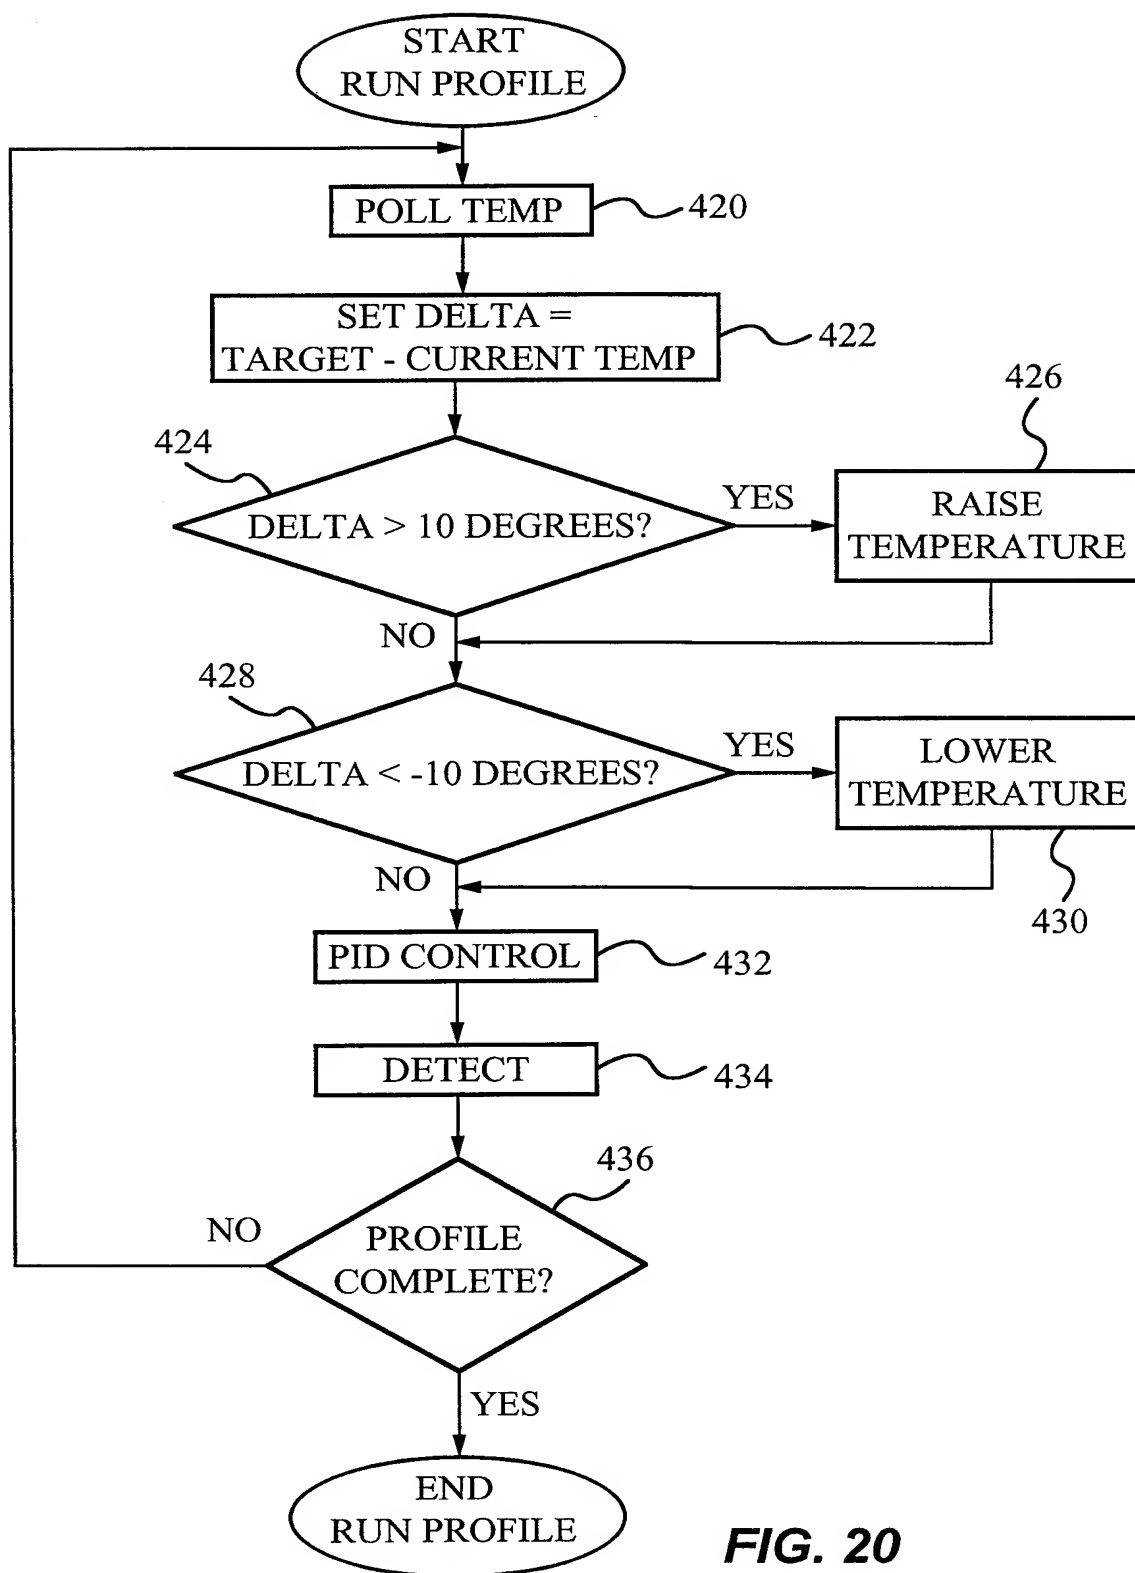 START
RUN PROFILE
POLL TEMP
420
SET DELTA =
TARGET - CURRENT TEMP
422
426
424
DELTA > 10 DEGREES?
YES
RAISE
TEMPERATURE
NO
428
DELTA < -10 DEGREES?
YES
LOWER
TEMPERATURE
NO
430
PID CONTROL
432
DETECT
434
436
NO
PROFILE
COMPLETE?
YES
END
RUN PROFILE
FIG. 20